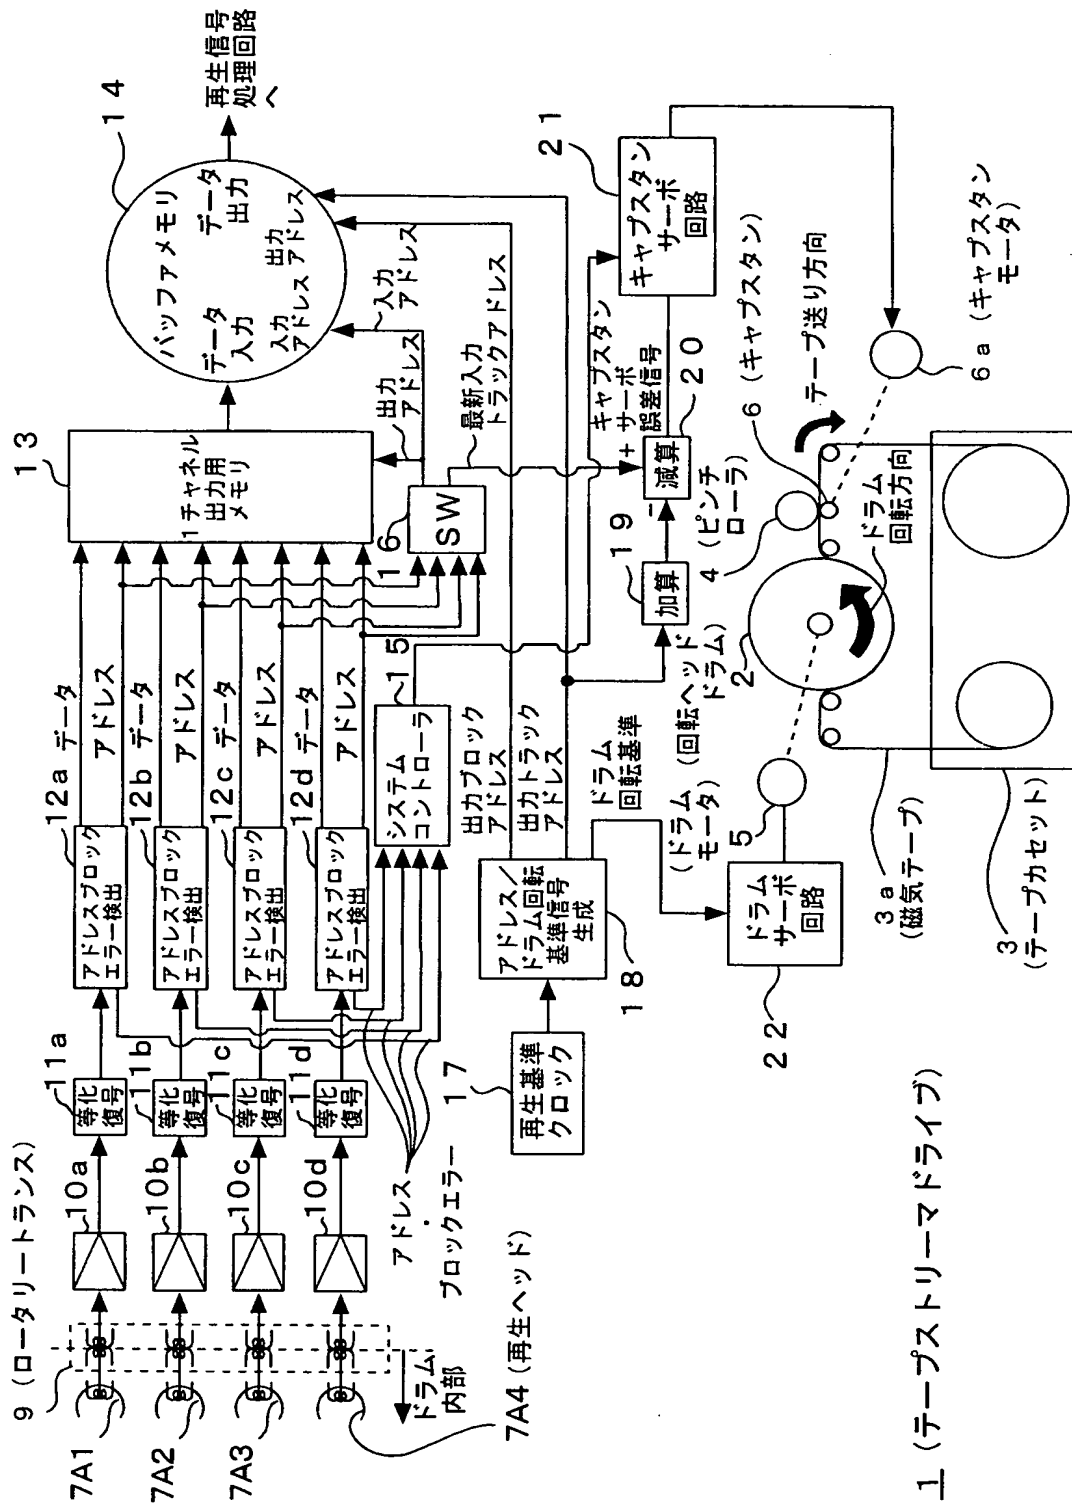 9 (ロータリートランス)
7A1
7A2
7A3
7A4 (再生ヘッド)
ドラム
内部
10a
10b
10c
10d
11a
11b
11c
11d
等化
復号
等化
復号
等化
復号
等化
復号
アドレス
・
ブロックエラー
12a
12b
12c
12d
アドレスブロック
エラー検出
アドレスブロック
エラー検出
アドレスブロック
エラー検出
アドレスブロック
エラー検出
データ
アドレス
データ
アドレス
データ
アドレス
データ
アドレス
13
1チャネル
出力用
メモリ
14
バッファメモリ
データ
入力
データ
出力
入力
アドレス
出力
アドレス
再生信号
処理回路
へ
15
システム
コントローラ
16
SW
出力
アドレス
入力
アドレス
最新入力
トラックアドレス
17
再生基準
クロック
18
アドレス/
ドラム回転
基準信号
生成
出力ブロック
アドレス
出力トラック
アドレス
ドラム
回転基準
19
加算
20
減算
+
−
キャプスタン
サーボ
誤差信号
21
キャプスタン
サーボ
回路
22
ドラム
サーボ
回路
5
(ドラム
モータ)
2
(回転ヘッド
ドラム)
4
(ピンチ
ローラ)
6 (キャプスタン)
テープ送り方向
ドラム
回転方向
6a (キャプスタン
モータ)
3a
(磁気テープ)
3
(テープカセット)
1 (テープストリーマドライブ)